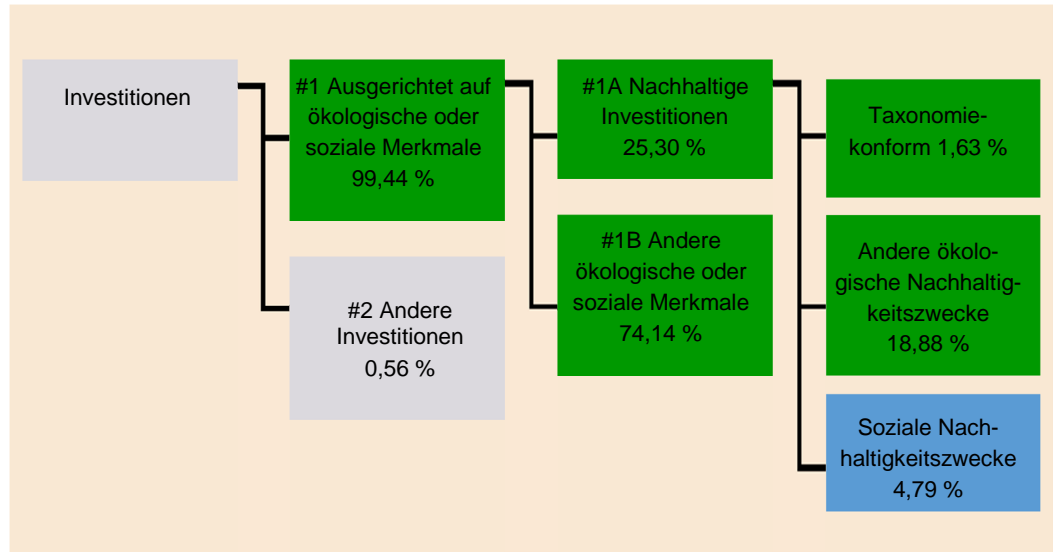 Investitionen
#1 Ausgerichtet auf
ökologische oder
soziale Merkmale
99,44 %
#2 Andere
Investitionen
0,56 %
#1A Nachhaltige
Investitionen
25,30 %
#1B Andere
ökologische oder
soziale Merkmale
74,14 %
Taxonomie-
konform 1,63 %
Andere ökolo-
gische Nachhaltig-
keitszwecke
18,88 %
Soziale Nach-
haltigkeitszwecke
4,79 %